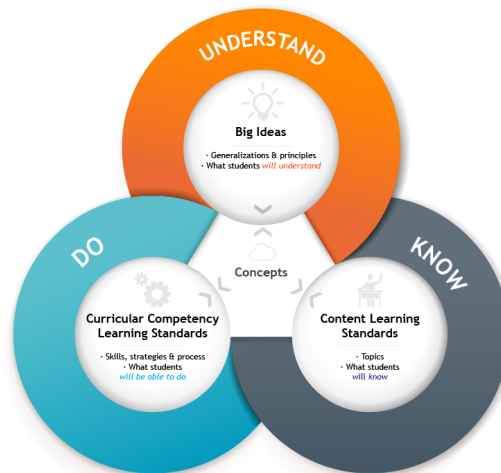 UNDERSTAND
Big Ideas
· Generalizations & principles
· What students will understand
DO
KNOW
Concepts
Curricular Competency
Learning Standards
· Skills, strategies & process
· What students
will be able to do
Content Learning
Standards
· Topics
· What students
will know